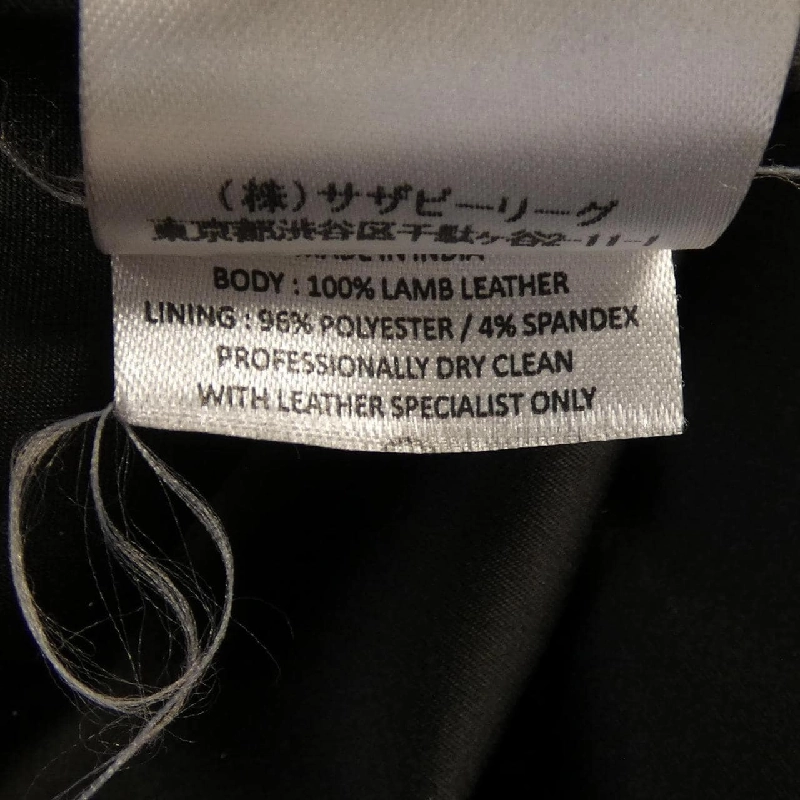 (株)サザビーリーグ
東京都渋谷区千駄ヶ谷2-11-1
MADE IN INDIA
BODY : 100% LAMB LEATHER
LINING : 96% POLYESTER / 4% SPANDEX
PROFESSIONALLY DRY CLEAN
WITH LEATHER SPECIALIST ONLY